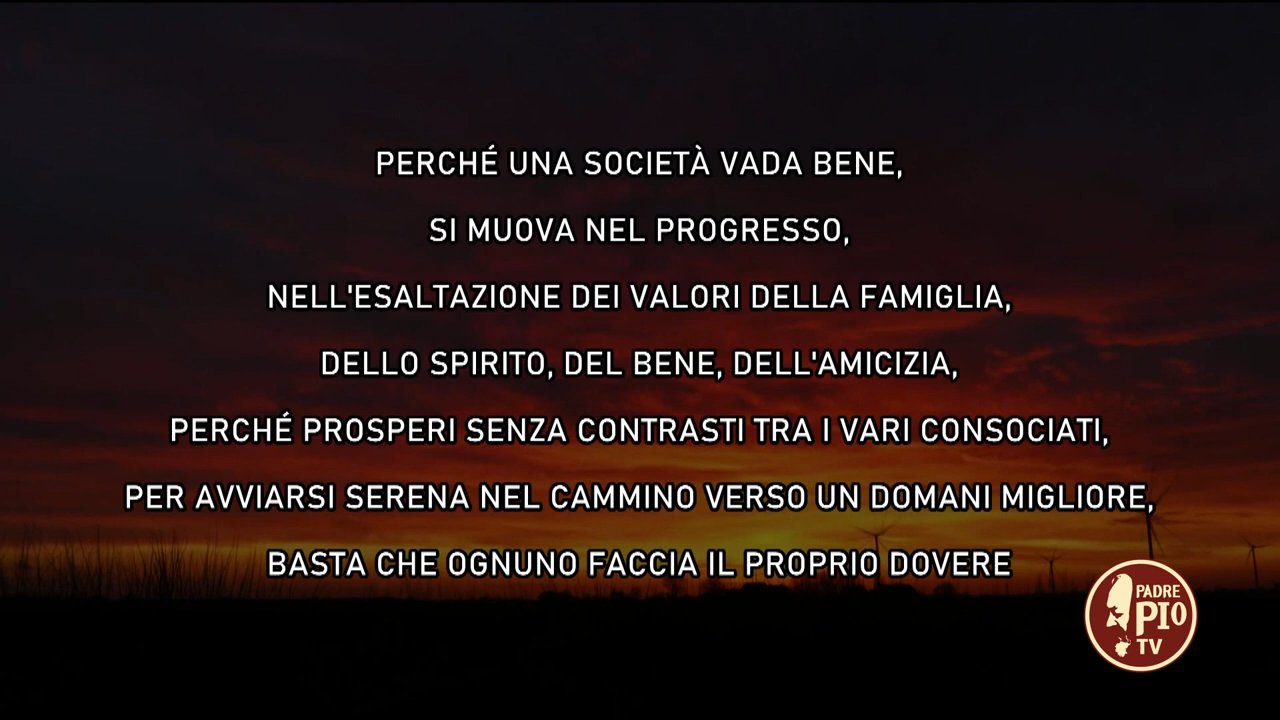 PERCHÉ UNA SOCIETÀ VADA BENE,
SI MUOVA NEL PROGRESSO,
NELL'ESALTAZIONE DEI VALORI DELLA FAMIGLIA,
DELLO SPIRITO, DEL BENE, DELL'AMICIZIA,
PERCHÉ PROSPERI SENZA CONTRASTI TRA I VARI CONSOCIATI,
PER AVVIARSI SERENA NEL CAMMINO VERSO UN DOMANI MIGLIORE,
BASTA CHE OGNUNO FACCIA IL PROPRIO DOVERE
PADRE
PIO
TV